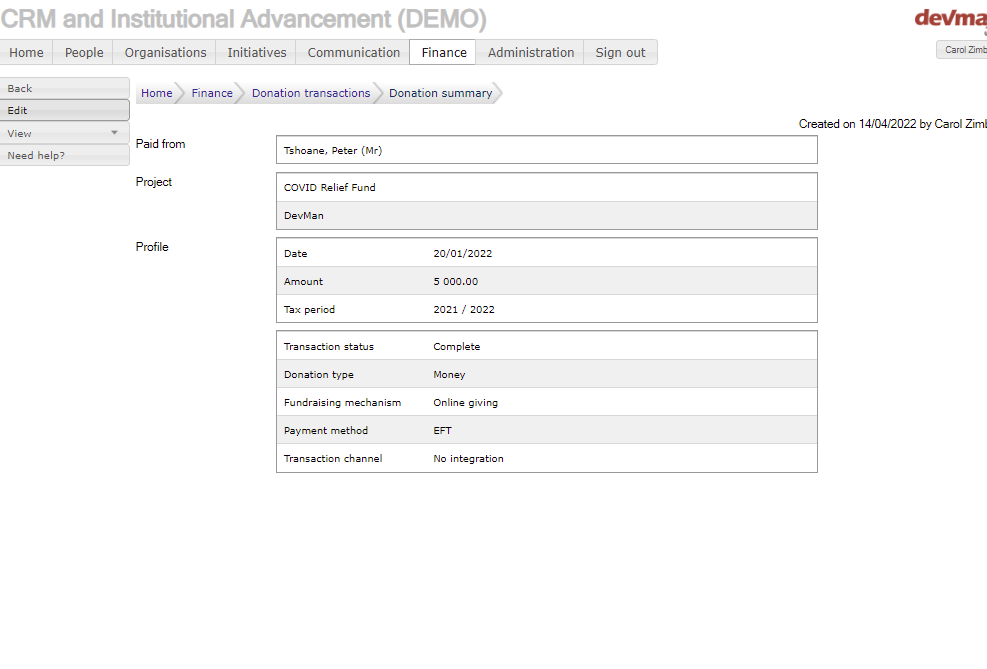 CRM and Institutional Advancement (DEMO)
devma
Home People Organisations Initiatives Communication Finance Administration Sign out
Carol Zimb
Back
Edit
View
Need help?
Home Finance Donation transactions Donation summary
Created on 14/04/2022 by Carol Zimb
Paid from
Tshoane, Peter (Mr)
Project
COVID Relief Fund
DevMan
Profile
Date 20/01/2022
Amount 5 000.00
Tax period 2021 / 2022
Transaction status Complete
Donation type Money
Fundraising mechanism Online giving
Payment method EFT
Transaction channel No integration